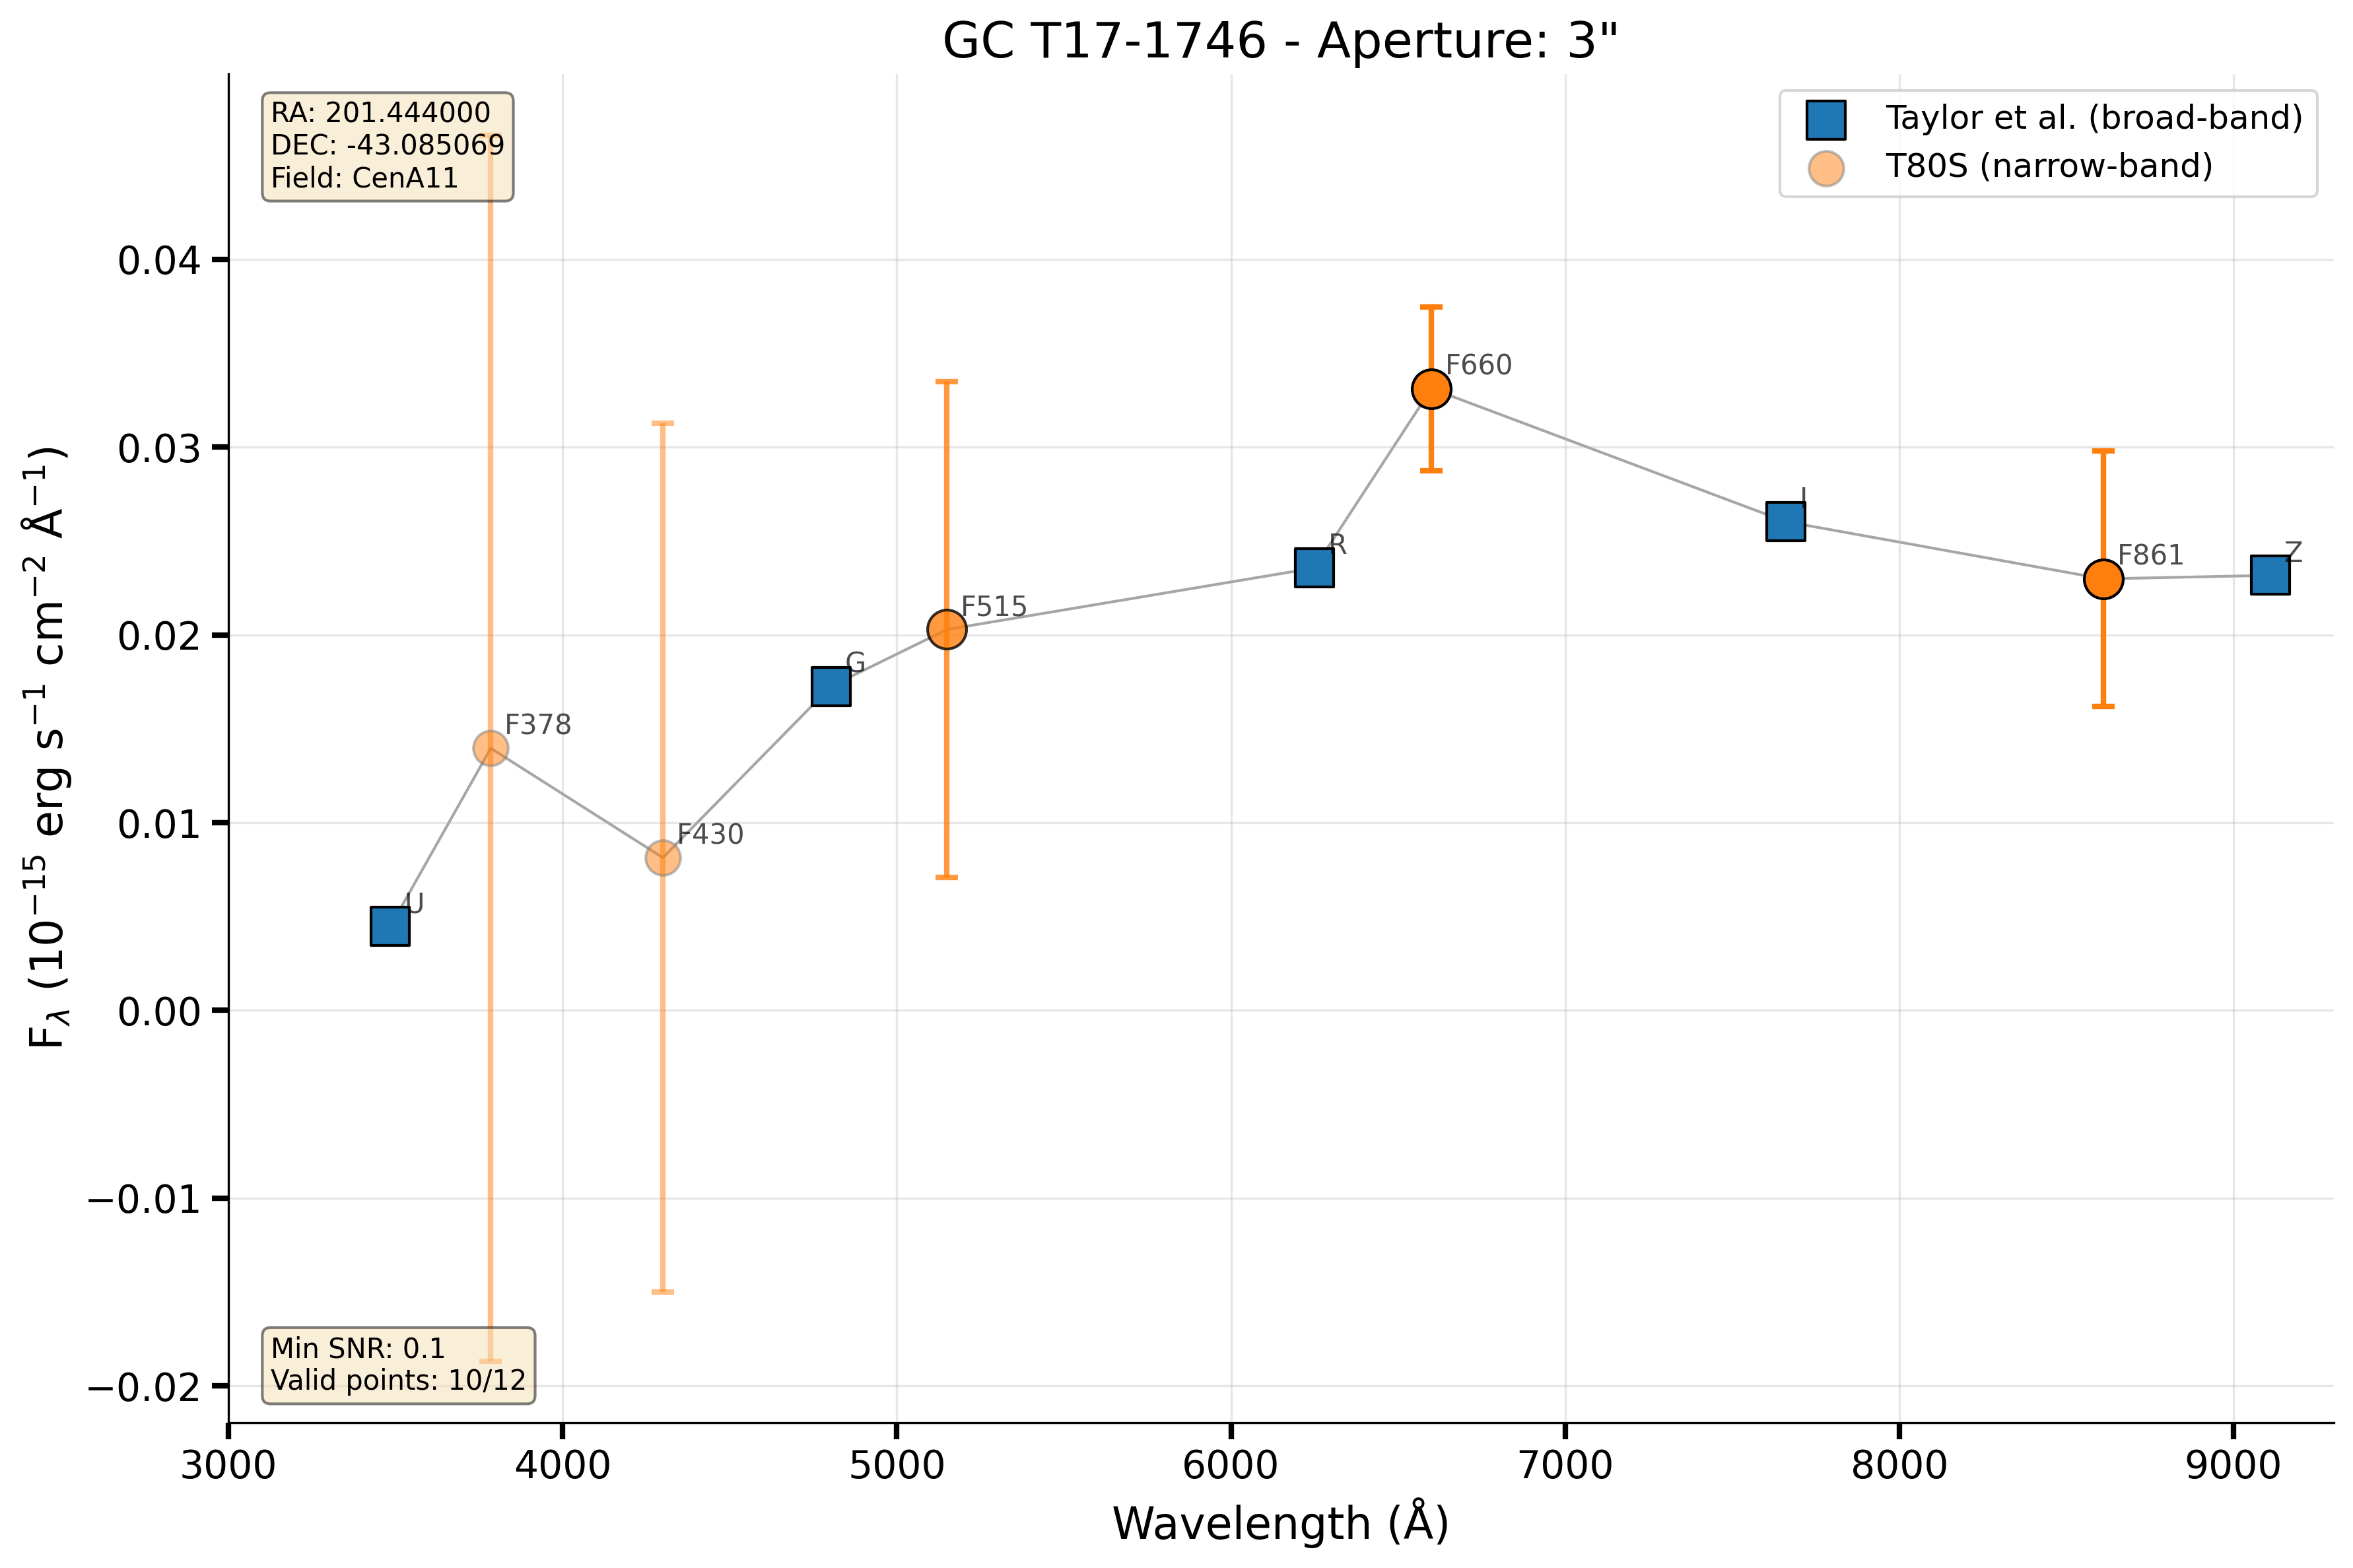 GC T17-1746 - Aperture: 3"
RA: 201.444000
DEC: -43.085069
Field: CenA11
Taylor et al. (broad-band)
T80S (narrow-band)
F_λ (10⁻¹⁵ erg s⁻¹ cm⁻² Å⁻¹)
0.04
0.03
0.02
0.01
0.00
−0.01
−0.02
U
F378
F430
G
F515
R
F660
I
F861
Z
Min SNR: 0.1
Valid points: 10/12
3000
4000
5000
6000
7000
8000
9000
Wavelength (Å)